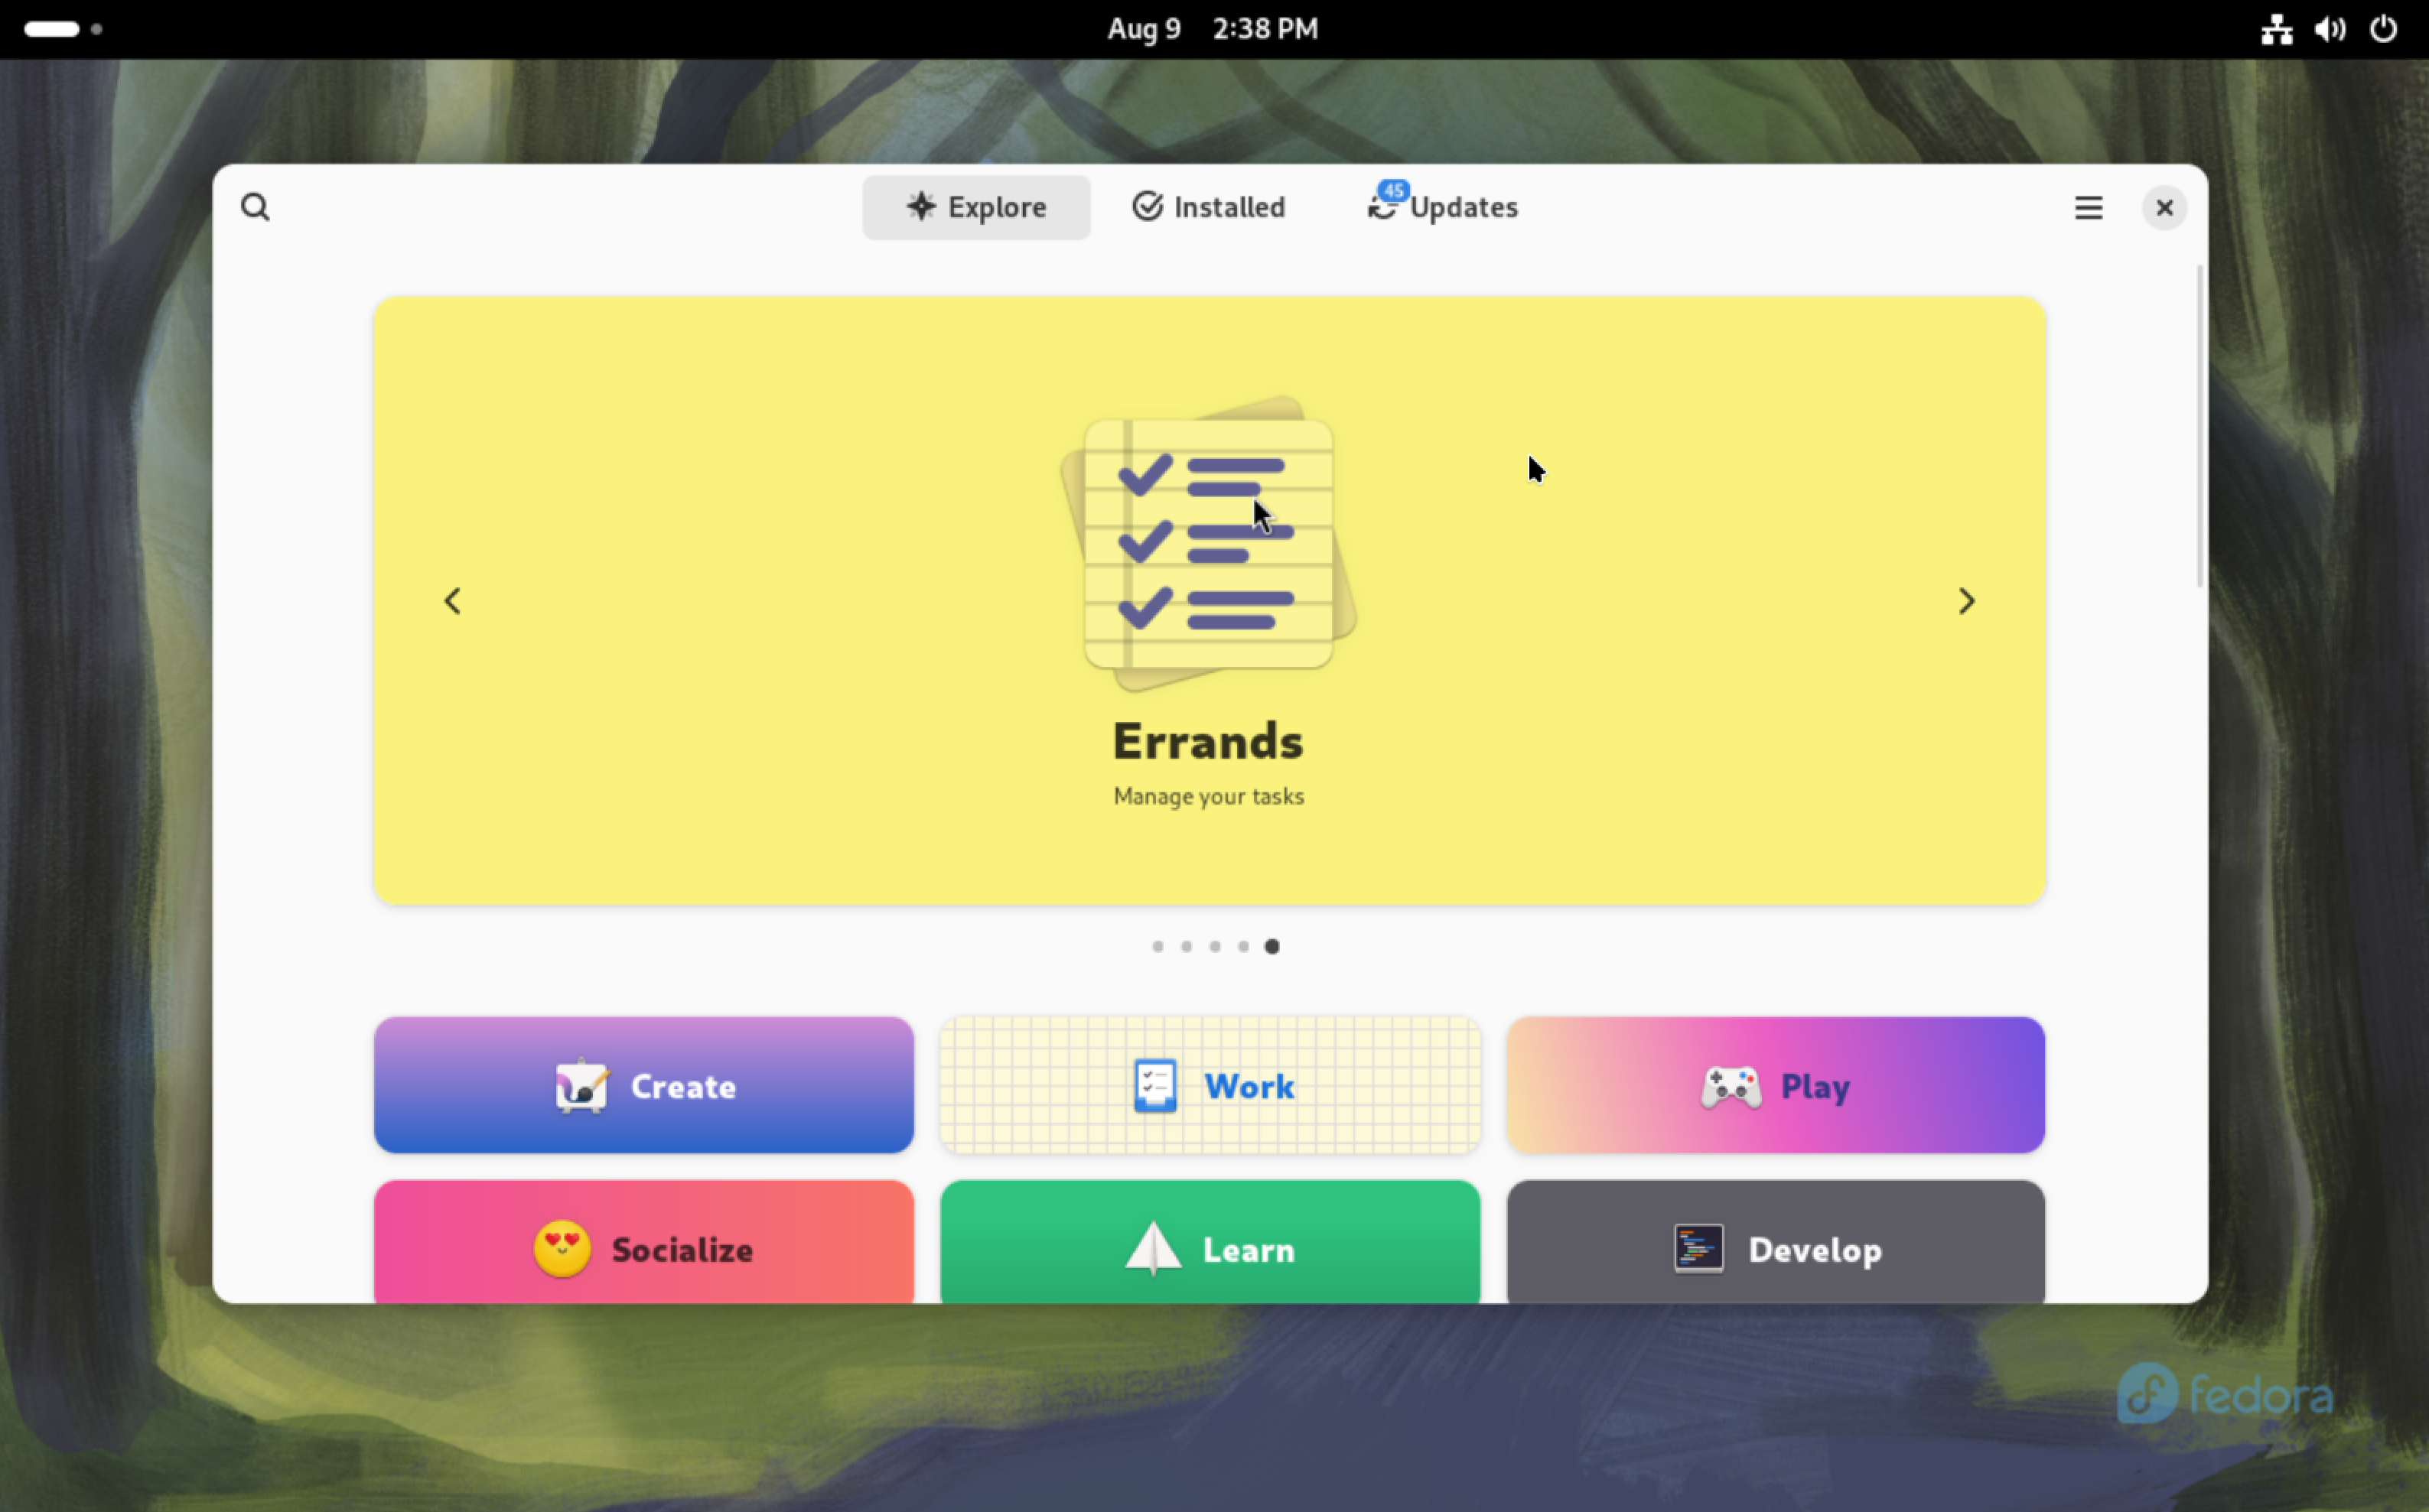 Aug 9 2:38 PM
Explore
Installed
45
Updates
Errands
Manage your tasks
Create
Work
Play
Socialize
Learn
Develop
fedora